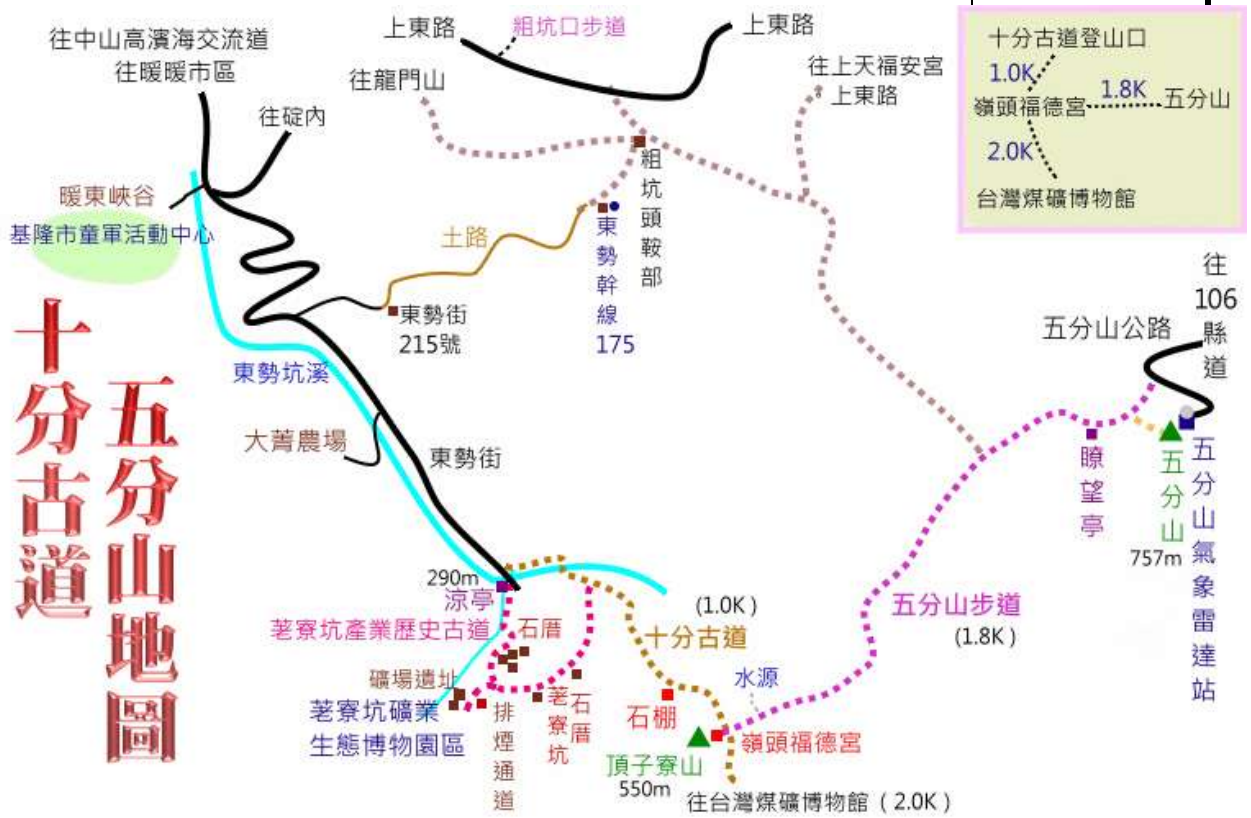 往中山高濱海交流道
往暖暖市區
往碇內
上東路
粗坑口步道
上東路
往龍門山
往上天福安宮
上東路
十分古道登山口
1.0K
嶺頭福德宮
1.8K
五分山
2.0K
台灣煤礦博物館
暖東峽谷
基隆市童軍活動中心
土路
粗坑頭鞍部
東勢幹線175
東勢街
215號
往106縣道
五分山公路
十分古道
五分山地圖
東勢坑溪
大菁農場
東勢街
瞭望亭
五分山
757m
五分山氣象雷達站
290m
涼亭
荖寮坑產業歷史古道
石厝
(1.0K)
十分古道
五分山步道
(1.8K)
礦場遺址
荖寮坑礦業
生態博物園區
排煙通道
荖寮坑
石厝
石棚
水源
嶺頭福德宮
頂子寮山
550m
往台灣煤礦博物館(2.0K)